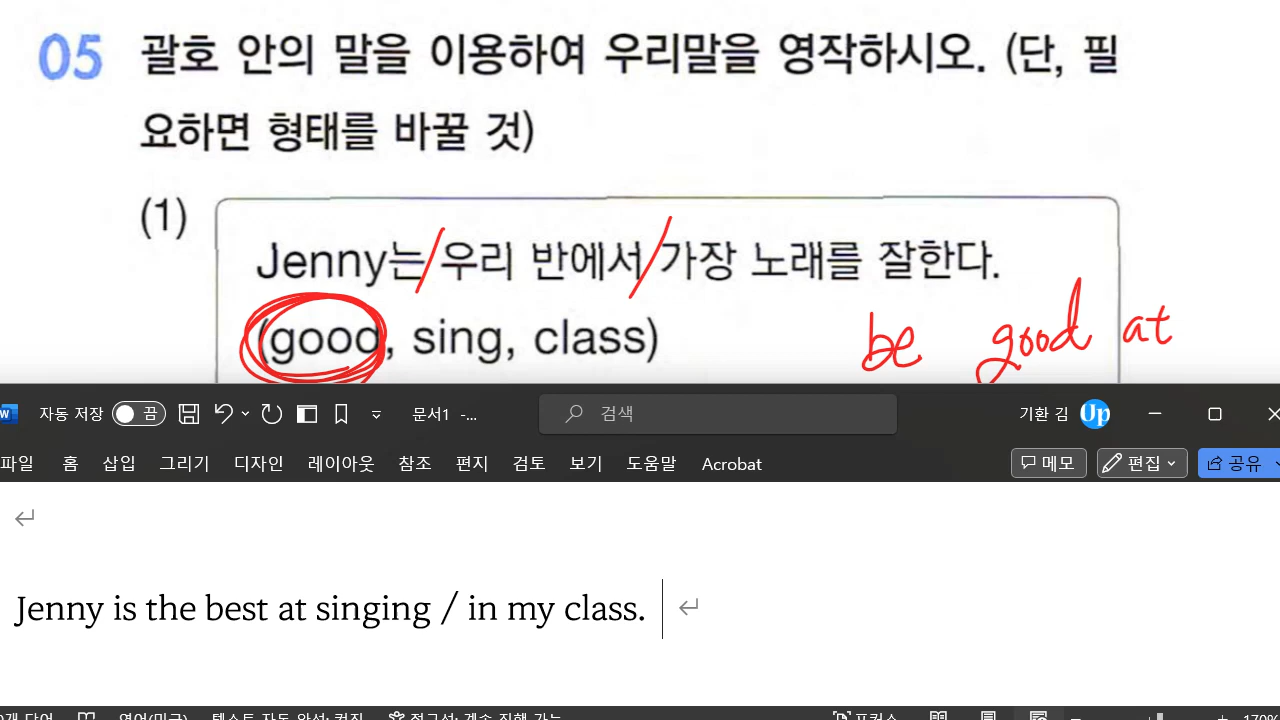 05 괄호 안의 말을 이용하여 우리말을 영작하시오. (단, 필
요하면 형태를 바꿀 것)
(1)
Jenny는 / 우리 반에서 / 가장 노래를 잘한다.
(good, sing, class)
be good at
자동 저장 끔 문서1 -... 검색 기환 김 Up
파일 홈 삽입 그리기 디자인 레이아웃 참조 편지 검토 보기 도움말 Acrobat 메모 편집 공유
Jenny is the best at singing / in my class.